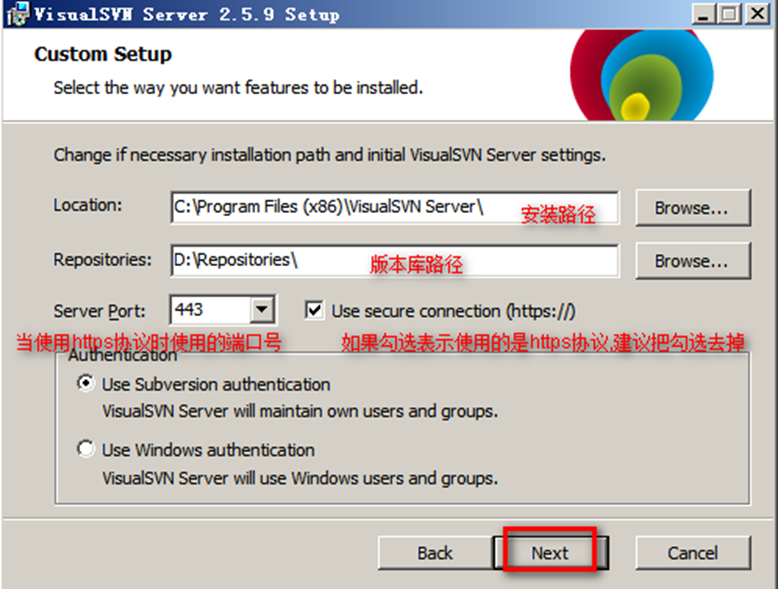 VisualSVN Server 2.5.9 Setup
Custom Setup
Select the way you want features to be installed.
Change if necessary installation path and initial VisualSVN Server settings.
Location: C:\Program Files (x86)\VisualSVN Server\ 安装路径 Browse...
Repositories: D:\Repositories\ 版本库路径 Browse...
Server Port: 443 Use secure connection (https://)
当使用https协议时使用的端口号 如果勾选表示使用的是https协议,建议把勾选去掉
Authentication
Use Subversion authentication
VisualSVN Server will maintain own users and groups.
Use Windows authentication
VisualSVN Server will use Windows users and groups.
Back Next Cancel